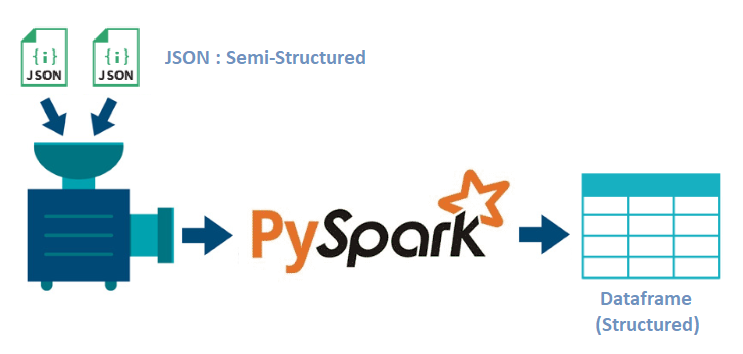 {i} {i}
JSON JSON
JSON : Semi-Structured
PySpark
Dataframe
(Structured)